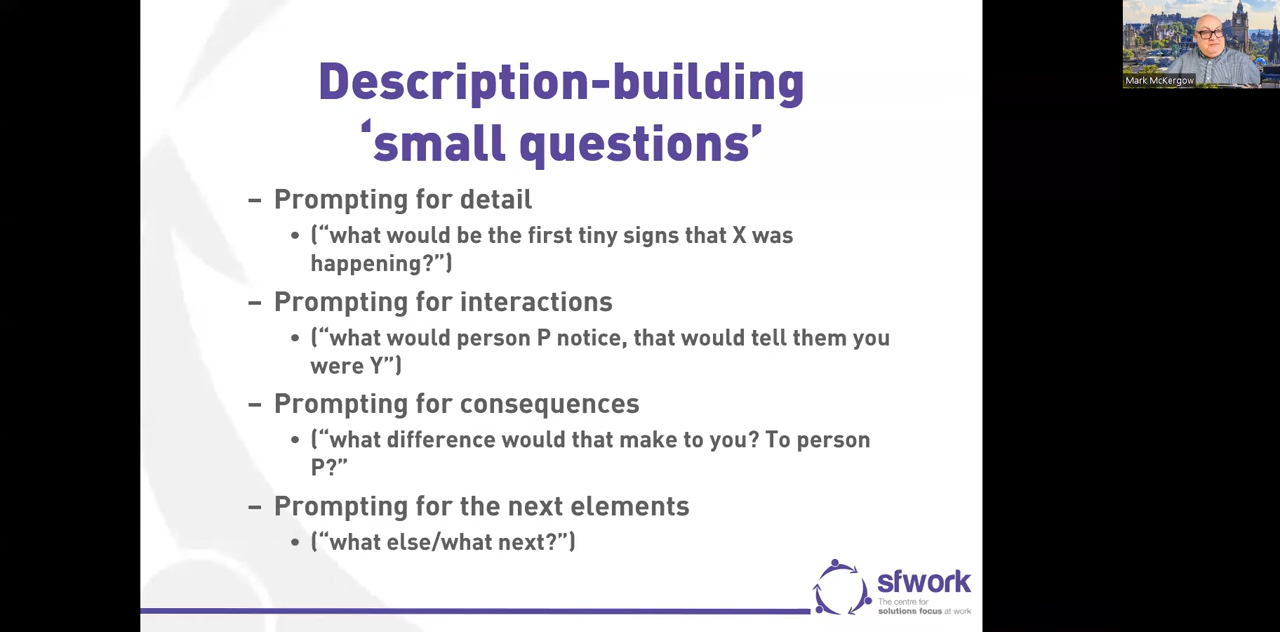 Description-building
‘small questions’
– Prompting for detail
• (“what would be the first tiny signs that X was
happening?”)
– Prompting for interactions
• (“what would person P notice, that would tell them you
were Y”)
– Prompting for consequences
• (“what difference would that make to you? To person
P?”
– Prompting for the next elements
• (“what else/what next?”)
sfwork
The centre for
solutions focus at work
Mark McKergow